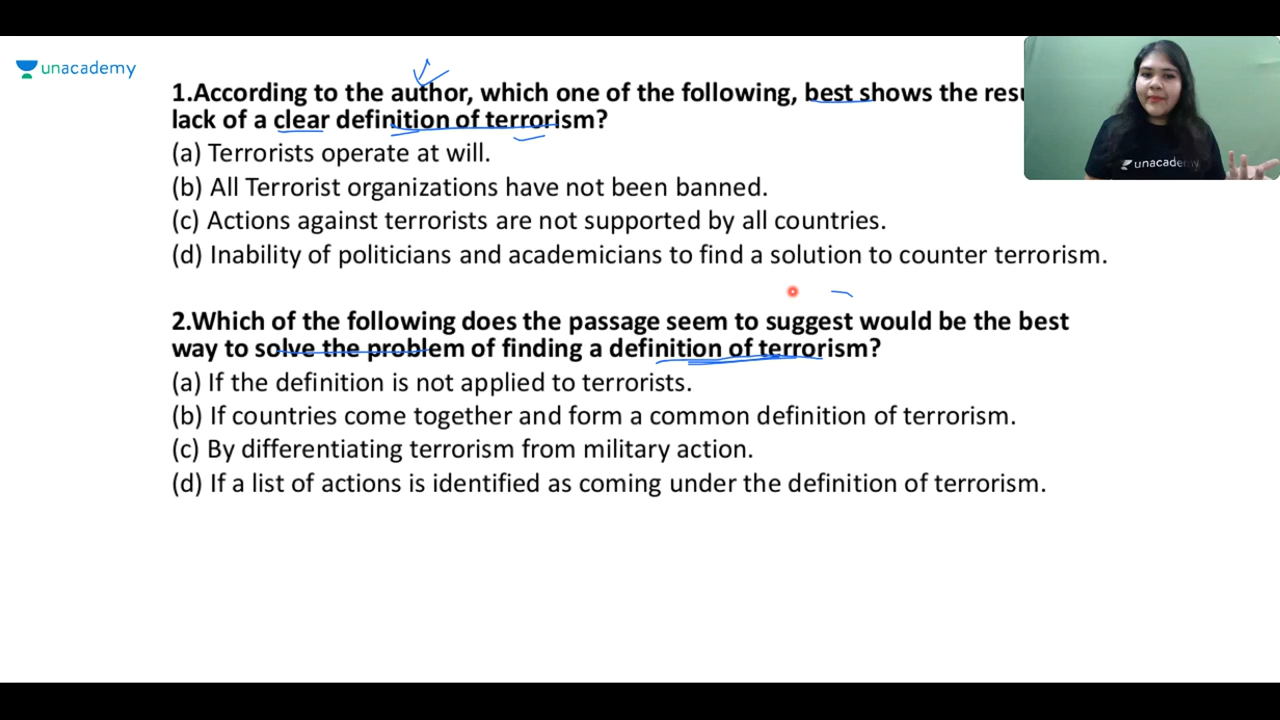 unacademy
1.According to the author, which one of the following, best shows the
lack of a clear definition of terrorism?
(a) Terrorists operate at will.
(b) All Terrorist organizations have not been banned.
(c) Actions against terrorists are not supported by all countries.
(d) Inability of politicians and academicians to find a solution to counter terrorism.
2.Which of the following does the passage seem to suggest would be the best
way to solve the problem of finding a definition of terrorism?
(a) If the definition is not applied to terrorists.
(b) If countries come together and form a common definition of terrorism.
(c) By differentiating terrorism from military action.
(d) If a list of actions is identified as coming under the definition of terrorism.
unacademy